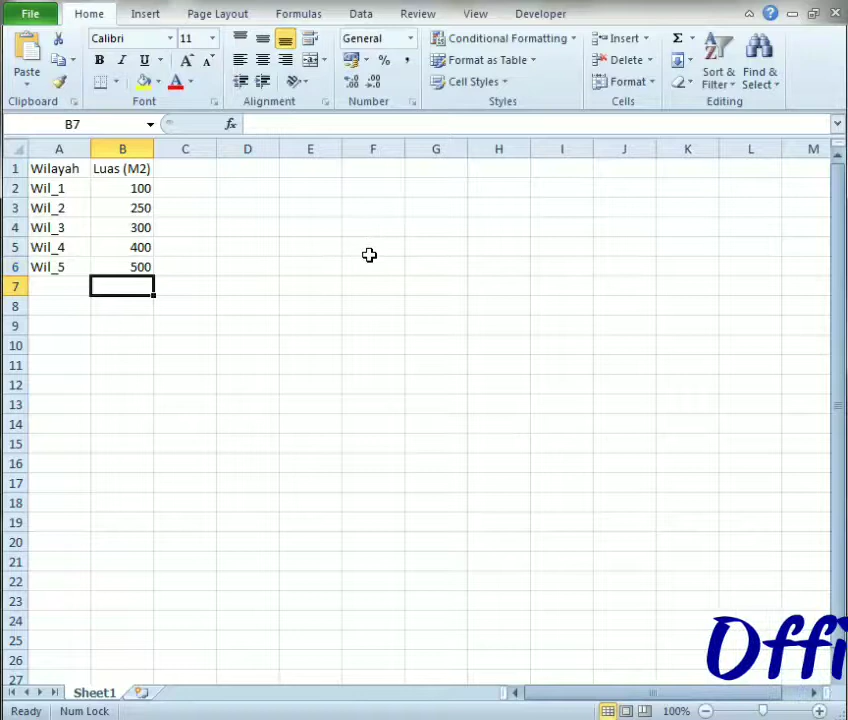 File Home Insert Page Layout Formulas Data Review View Developer
Paste
Calibri 11
B I U
A A
A
General
% ,
Conditional Formatting
Format as Table
Cell Styles
Insert
Delete
Format
Σ
Sort & Filter
Find & Select
Clipboard Font Alignment Number Styles Cells Editing
B7 fx
A B C D E F G H I J K L M
1 Wilayah Luas (M2)
2 Wil_1 100
3 Wil_2 250
4 Wil_3 300
5 Wil_4 400
6 Wil_5 500
7
8
9
10
11
12
13
14
15
16
17
18
19
20
21
22
23
24
25
26
27
Offi
Sheet1
Ready Num Lock 100%